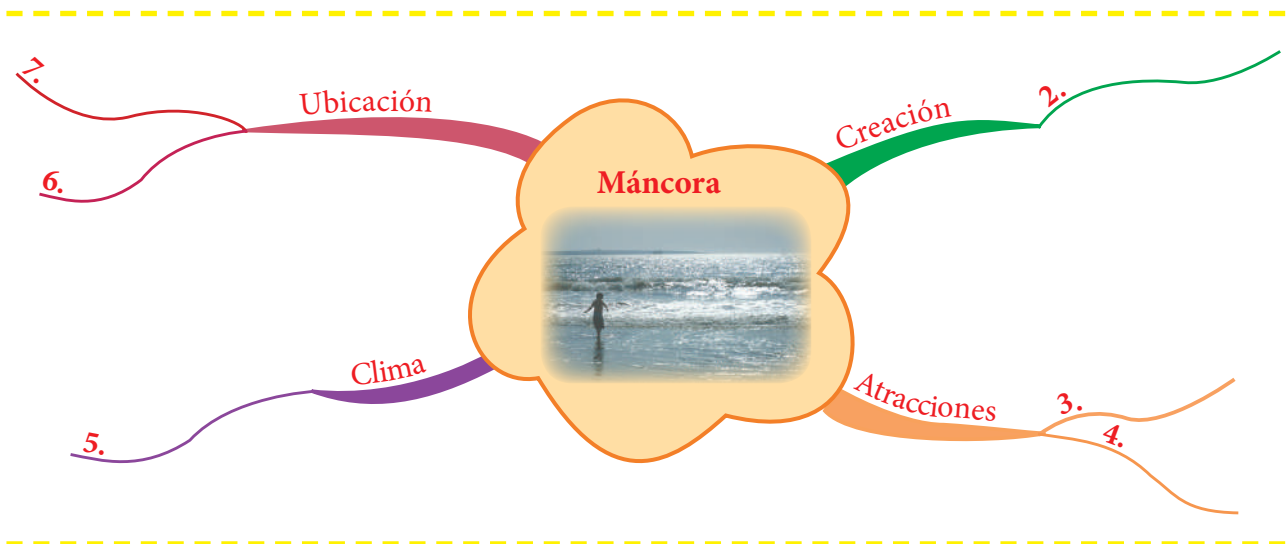 7.
Ubicación
6.
Máncora
Creación
2.
Clima
5.
Atracciones
3.
4.